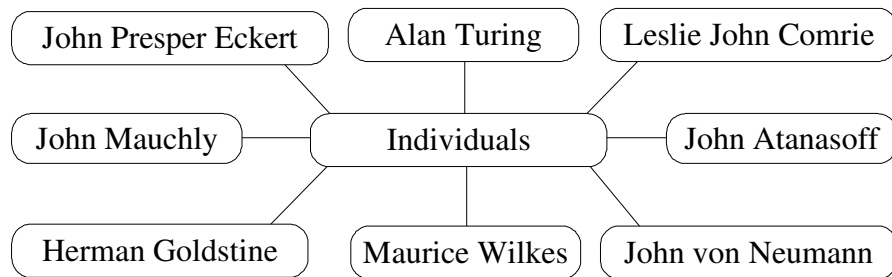 John Presper Eckert
Alan Turing
Leslie John Comrie
John Mauchly
Individuals
John Atanasoff
Herman Goldstine
Maurice Wilkes
John von Neumann